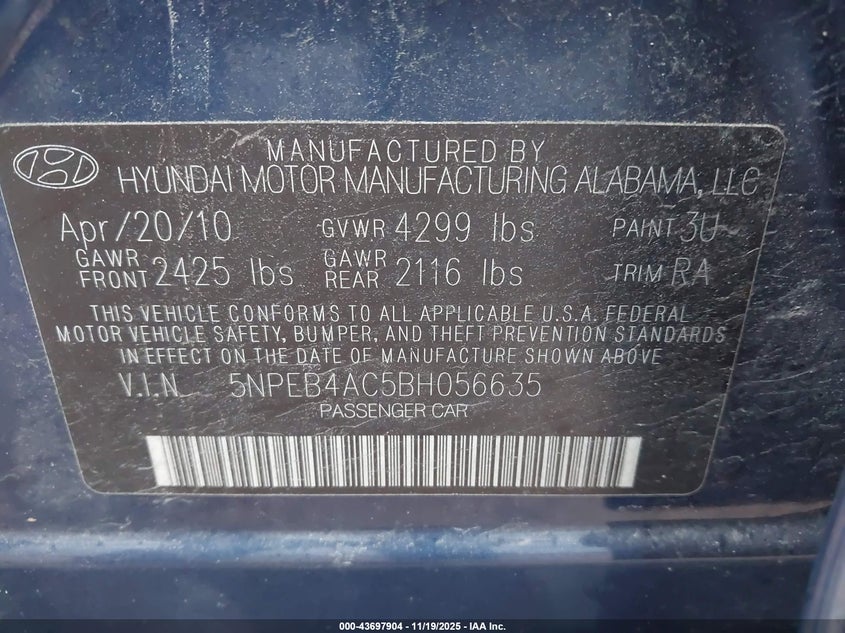 MANUFACTURED BY
HYUNDAI MOTOR MANUFACTURING ALABAMA, LLC
Apr/20/10 GVWR 4299 lbs PAINT 3U
GAWR FRONT 2425 lbs GAWR REAR 2116 lbs TRIM RA
THIS VEHICLE CONFORMS TO ALL APPLICABLE U.S.A. FEDERAL
MOTOR VEHICLE SAFETY, BUMPER, AND THEFT PREVENTION STANDARDS
IN EFFECT ON THE DATE OF MANUFACTURE SHOWN ABOVE
V.I.N 5NPEB4AC5BH056635
PASSENGER CAR
000-43697904 - 11/19/2025 - IAA Inc.